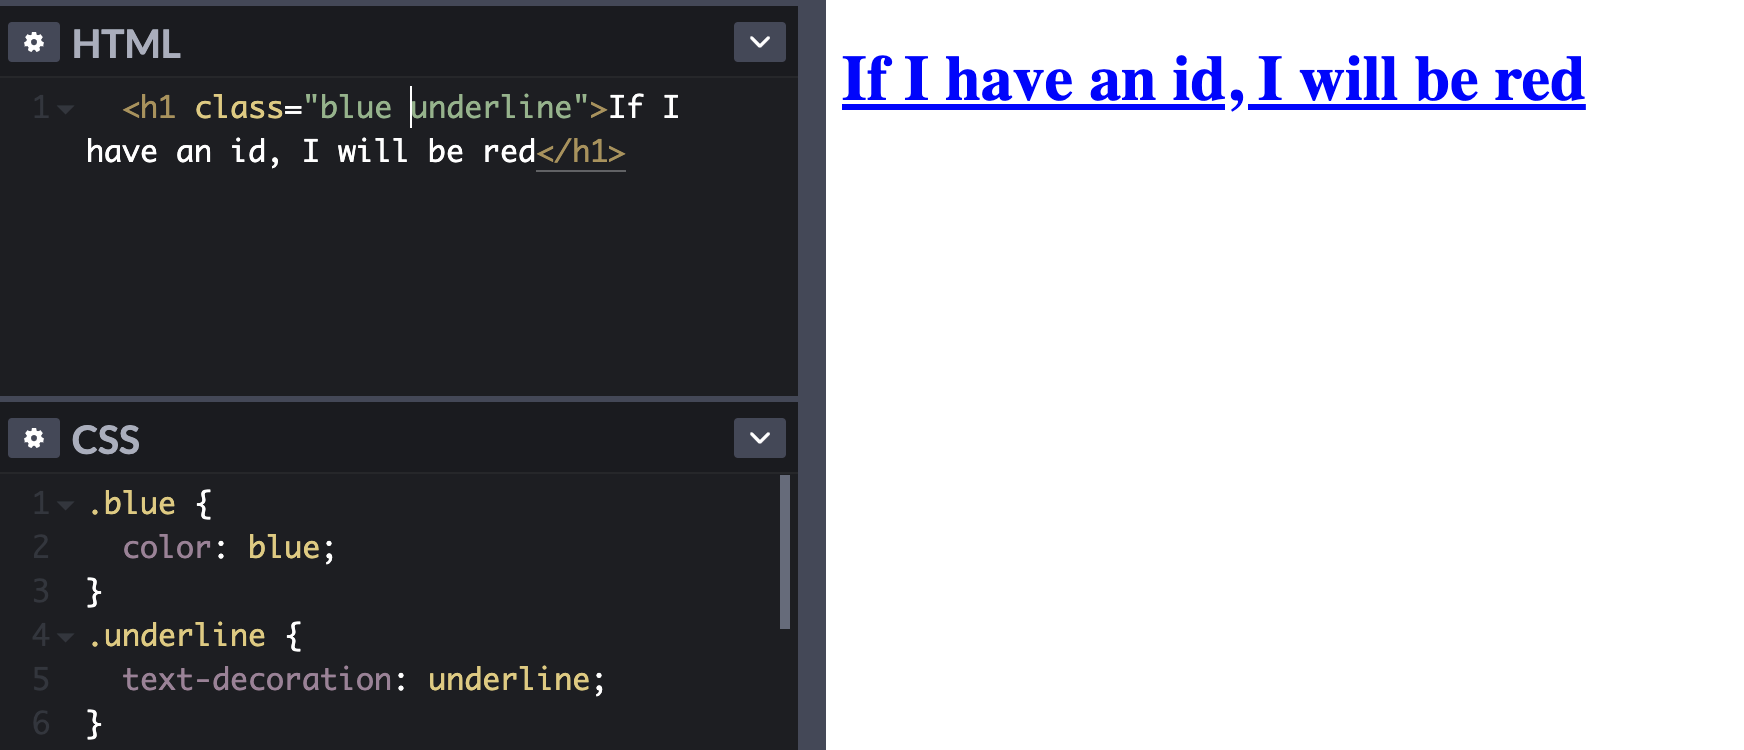 HTML
1 <h1 class="blue underline">If I
have an id, I will be red</h1>
CSS
1 .blue {
2 color: blue;
3 }
4 .underline {
5 text-decoration: underline;
6 }
If I have an id, I will be red